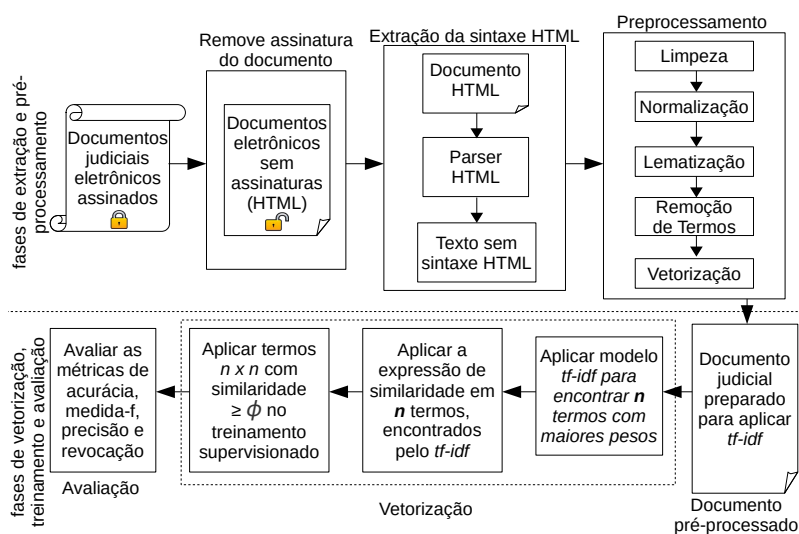 fases de extração e pré-
processamento
Documentos
judiciais
eletrônicos
assinados
Remove assinatura
do documento
Documentos
eletrônicos
sem
assinaturas
(HTML)
Extração da sintaxe HTML
Documento
HTML
Parser
HTML
Texto sem
sintaxe HTML
Preprocessamento
Limpeza
Normalização
Lematização
Remoção
de Termos
Vetorização
fases de vetorização,
treinamento e avaliação
Documento
judicial
preparado
para aplicar
tf-idf
Documento
pré-processado
Aplicar modelo
tf-idf para
encontrar n
termos com
maiores pesos
Aplicar a
expressão de
similaridade em
n termos,
encontrados
pelo tf-idf
Aplicar termos
n x n com
similaridade
≥ ϕ no
treinamento
supervisionado
Vetorização
Avaliar as
métricas de
acurácia,
medida-f,
precisão e
revocação
Avaliação